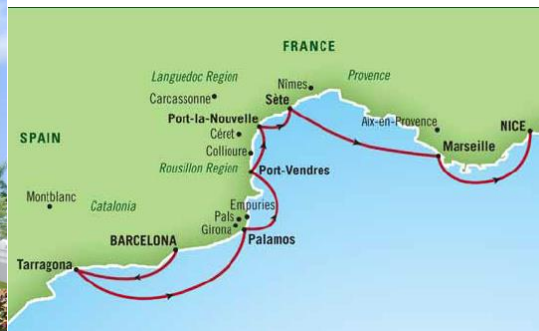 FRANCE
Languedoc Region
Provence
Nîmes
Carcassonne
Sète
Port-la-Nouvelle
Aix-en-Provence
NICE
SPAIN
Céret
Marseille
Collioure
Rousillon Region
Port-Vendres
Montblanc
Catalonia
Empuries
Pals
Girona
Palamos
BARCELONA
Tarragona